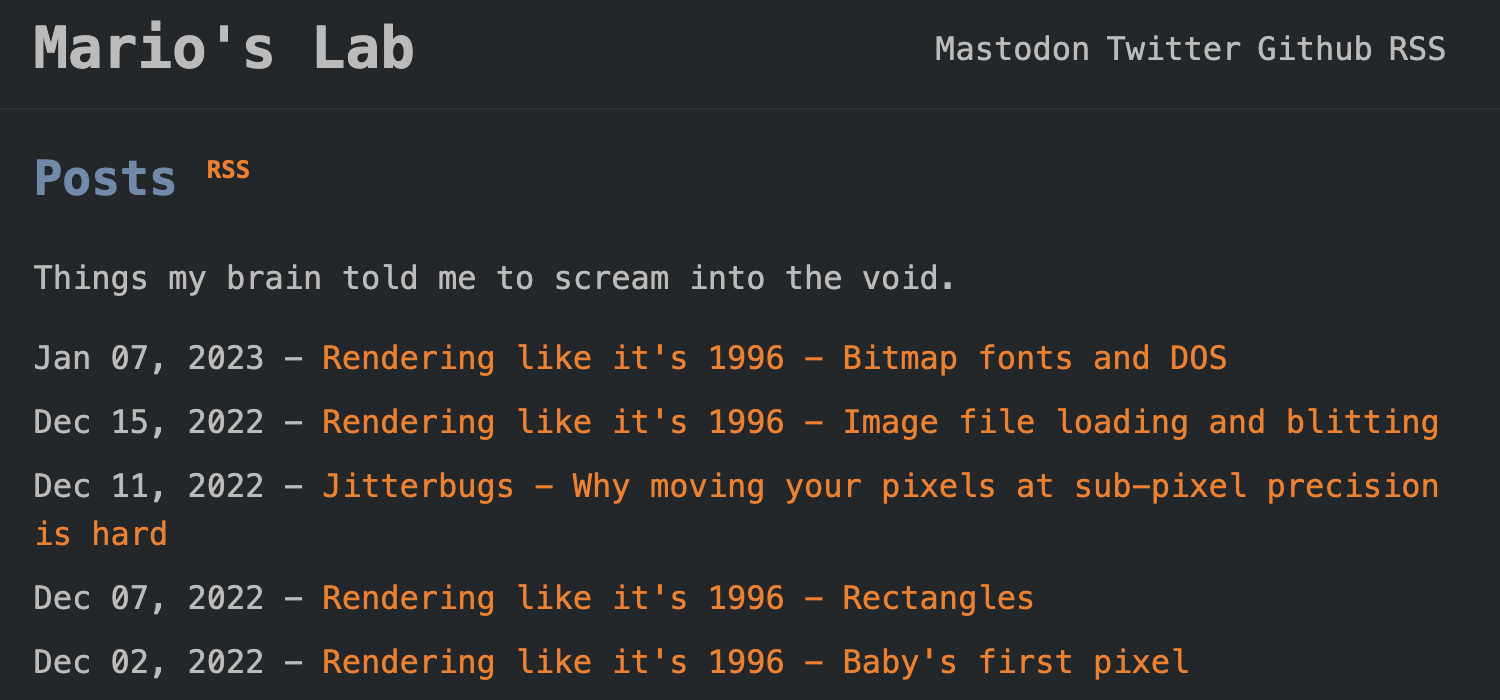 Mario's Lab
Mastodon Twitter Github RSS
Posts RSS
Things my brain told me to scream into the void.
Jan 07, 2023 - Rendering like it's 1996 - Bitmap fonts and DOS
Dec 15, 2022 - Rendering like it's 1996 - Image file loading and blitting
Dec 11, 2022 - Jitterbugs - Why moving your pixels at sub-pixel precision
is hard
Dec 07, 2022 - Rendering like it's 1996 - Rectangles
Dec 02, 2022 - Rendering like it's 1996 - Baby's first pixel